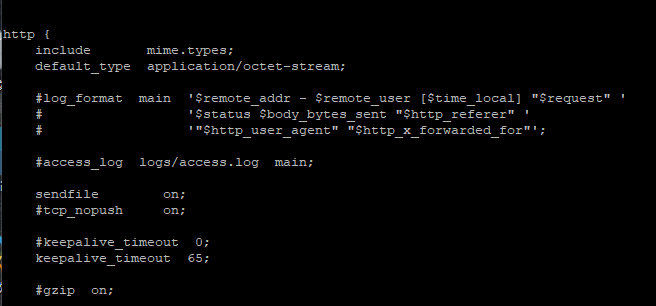 http {
    include       mime.types;
    default_type  application/octet-stream;

    #log_format  main  '$remote_addr - $remote_user [$time_local] "$request" '
    #                  '$status $body_bytes_sent "$http_referer" '
    #                  '"$http_user_agent" "$http_x_forwarded_for"';

    #access_log  logs/access.log  main;

    sendfile        on;
    #tcp_nopush     on;

    #keepalive_timeout  0;
    keepalive_timeout  65;

    #gzip  on;